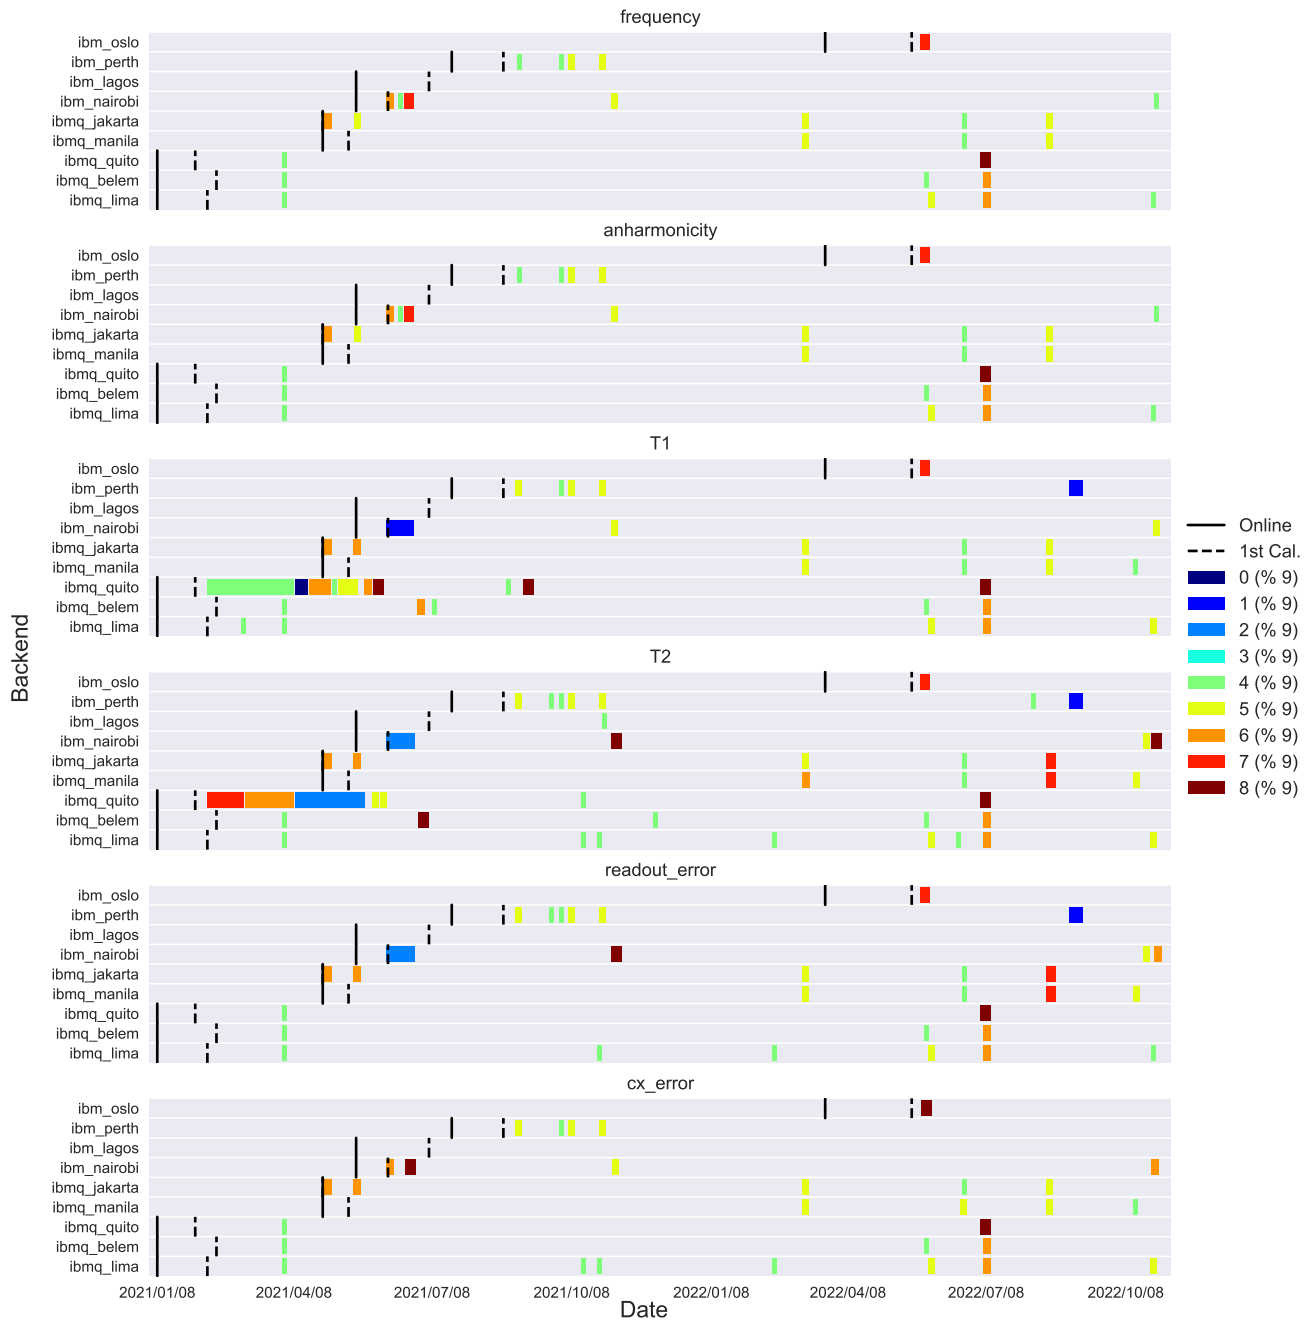 frequency
ibm_oslo
ibm_perth
ibm_lagos
ibm_nairobi
ibmq_jakarta
ibmq_manila
ibmq_quito
ibmq_belem
ibmq_lima
anharmonicity
ibm_oslo
ibm_perth
ibm_lagos
ibm_nairobi
ibmq_jakarta
ibmq_manila
ibmq_quito
ibmq_belem
ibmq_lima
T1
ibm_oslo
ibm_perth
ibm_lagos
ibm_nairobi
ibmq_jakarta
ibmq_manila
ibmq_quito
ibmq_belem
ibmq_lima
T2
ibm_oslo
ibm_perth
ibm_lagos
ibm_nairobi
ibmq_jakarta
ibmq_manila
ibmq_quito
ibmq_belem
ibmq_lima
readout_error
ibm_oslo
ibm_perth
ibm_lagos
ibm_nairobi
ibmq_jakarta
ibmq_manila
ibmq_quito
ibmq_belem
ibmq_lima
cx_error
ibm_oslo
ibm_perth
ibm_lagos
ibm_nairobi
ibmq_jakarta
ibmq_manila
ibmq_quito
ibmq_belem
ibmq_lima
2021/01/08 2021/04/08 2021/07/08 2021/10/08 2022/01/08 2022/04/08 2022/07/08 2022/10/08
Date
Backend
Online
1st Cal.
0 (% 9)
1 (% 9)
2 (% 9)
3 (% 9)
4 (% 9)
5 (% 9)
6 (% 9)
7 (% 9)
8 (% 9)